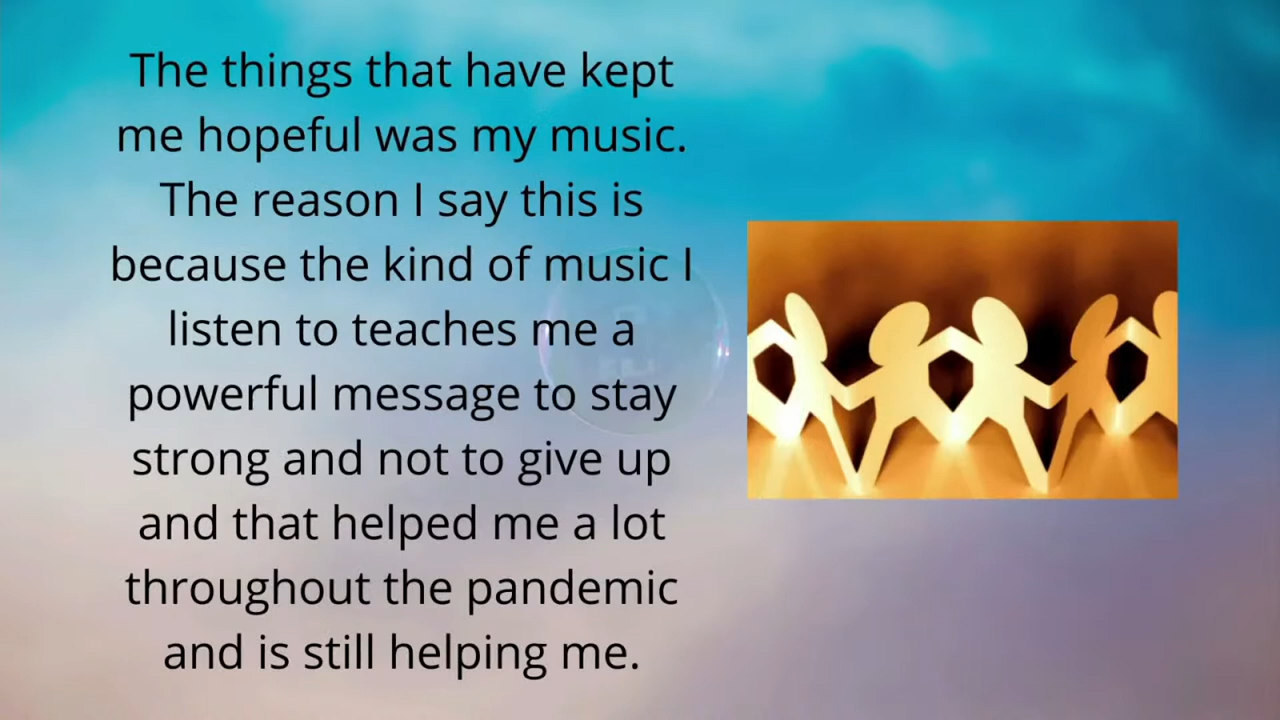 The things that have kept
me hopeful was my music.
The reason I say this is
because the kind of music I
listen to teaches me a
powerful message to stay
strong and not to give up
and that helped me a lot
throughout the pandemic
and is still helping me.